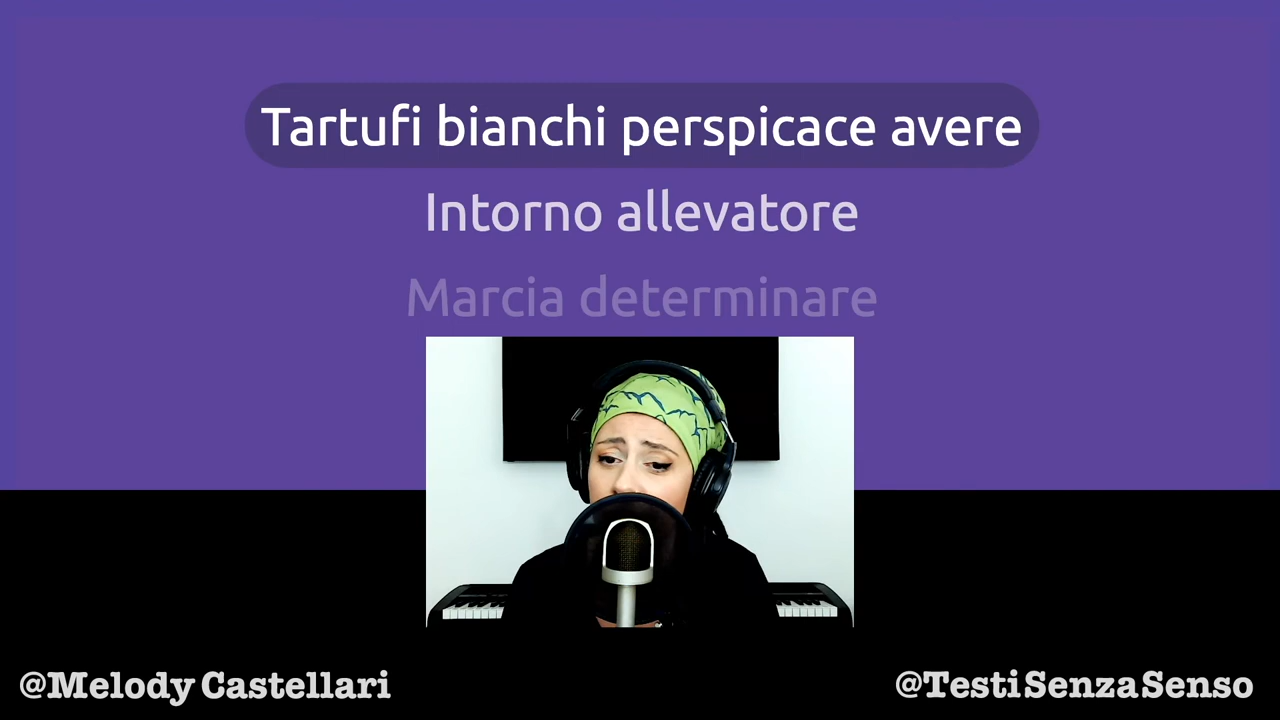 Tartufi bianchi perspicace avere
Intorno allevatore
Marcia determinare
@Melody Castellari
@TestiSenzaSenso